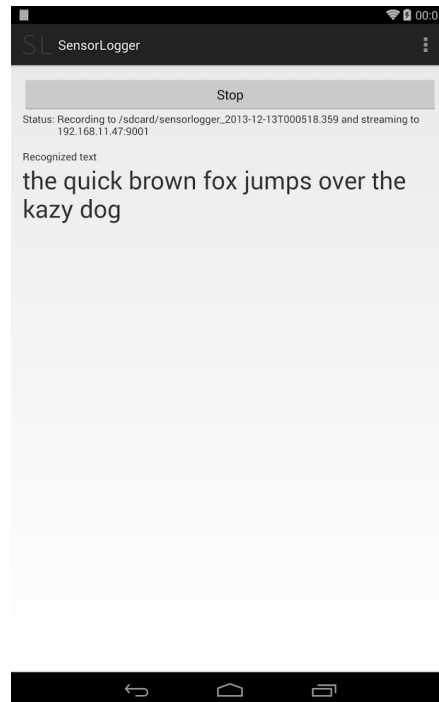 00:0
SL SensorLogger
Stop
Status: Recording to /sdcard/sensorlogger_2013-12-13T000518.359 and streaming to
192.168.11.47:9001
Recognized text
the quick brown fox jumps over the
kazy dog